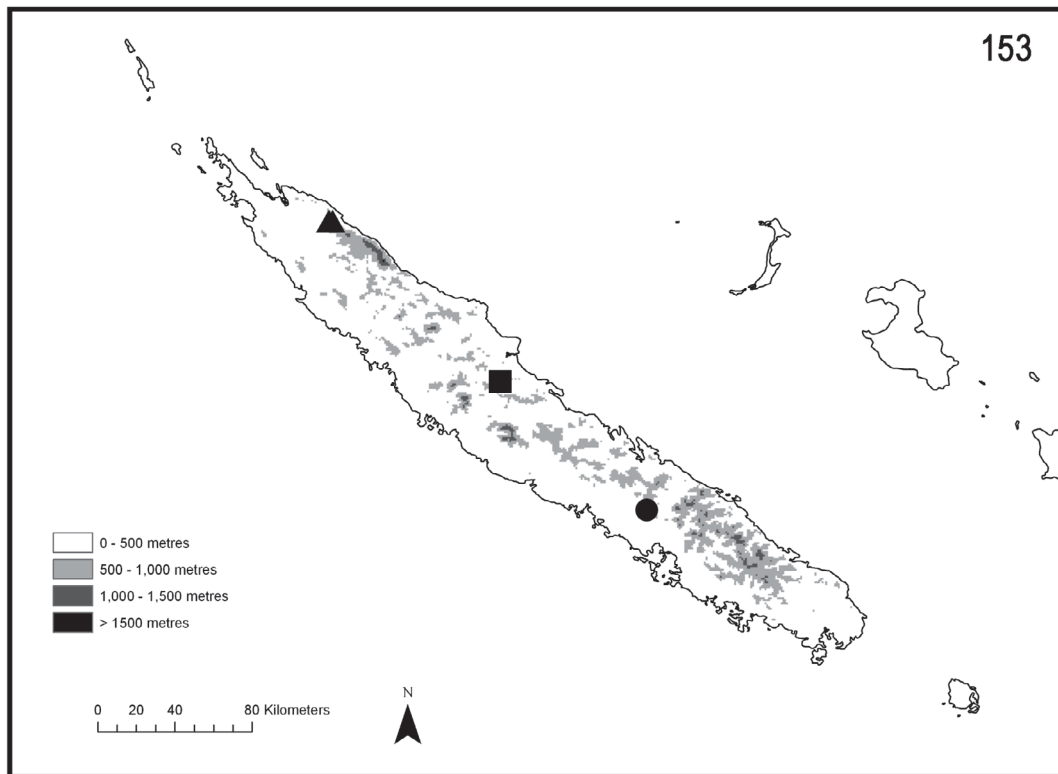 153
0 - 500 metres
500 - 1,000 metres
1,000 - 1,500 metres
> 1500 metres
0 20 40 80 Kilometers
N